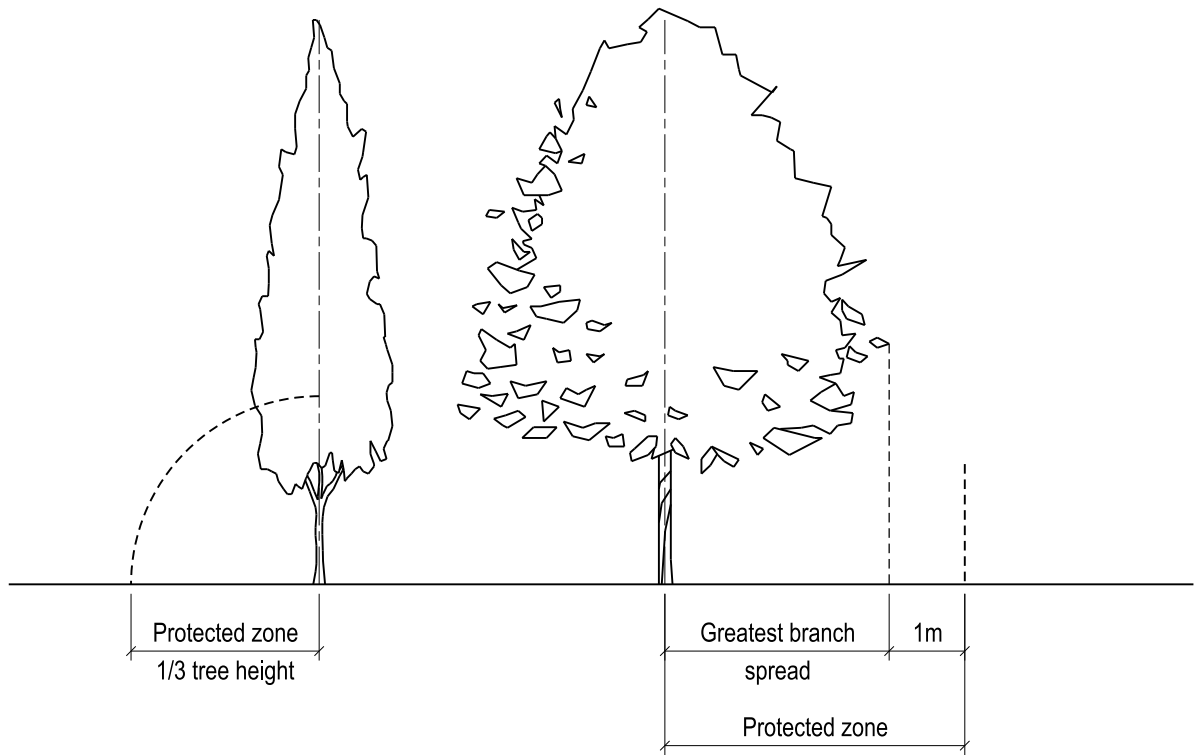 Protected zone
1/3 tree height
Greatest branch
spread
1m
Protected zone